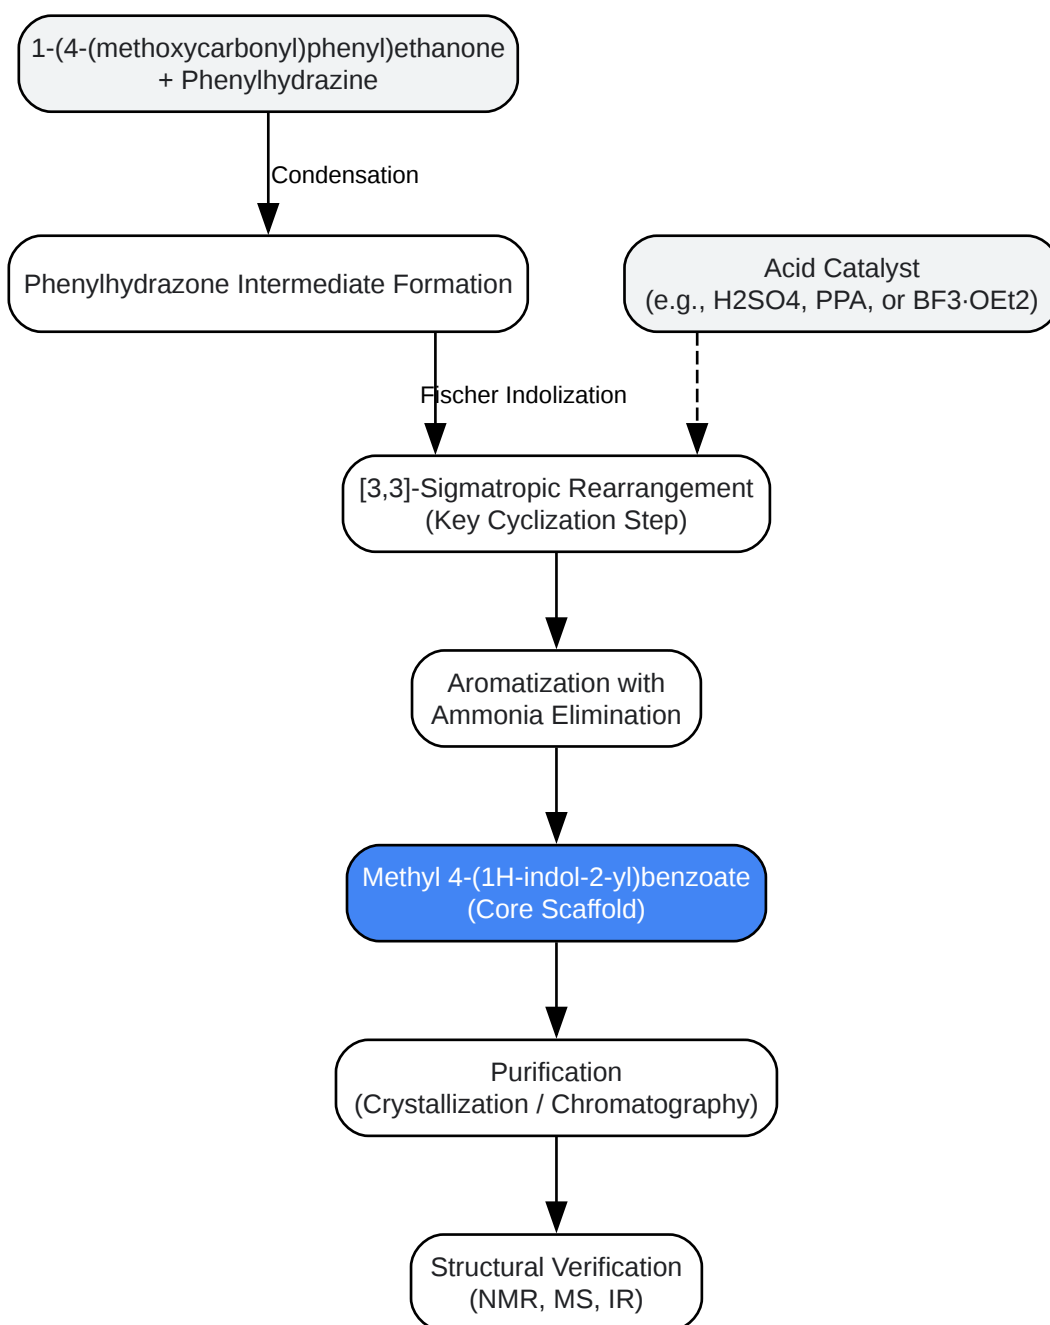 1-(4-(methoxycarbonyl)phenyl)ethanone
+ Phenylhydrazine
Condensation
Phenylhydrazone Intermediate Formation
Acid Catalyst
(e.g., H2SO4, PPA, or BF3·OEt2)
Fischer Indolization
[3,3]-Sigmatropic Rearrangement
(Key Cyclization Step)
Aromatization with
Ammonia Elimination
Methyl 4-(1H-indol-2-yl)benzoate
(Core Scaffold)
Purification
(Crystallization / Chromatography)
Structural Verification
(NMR, MS, IR)